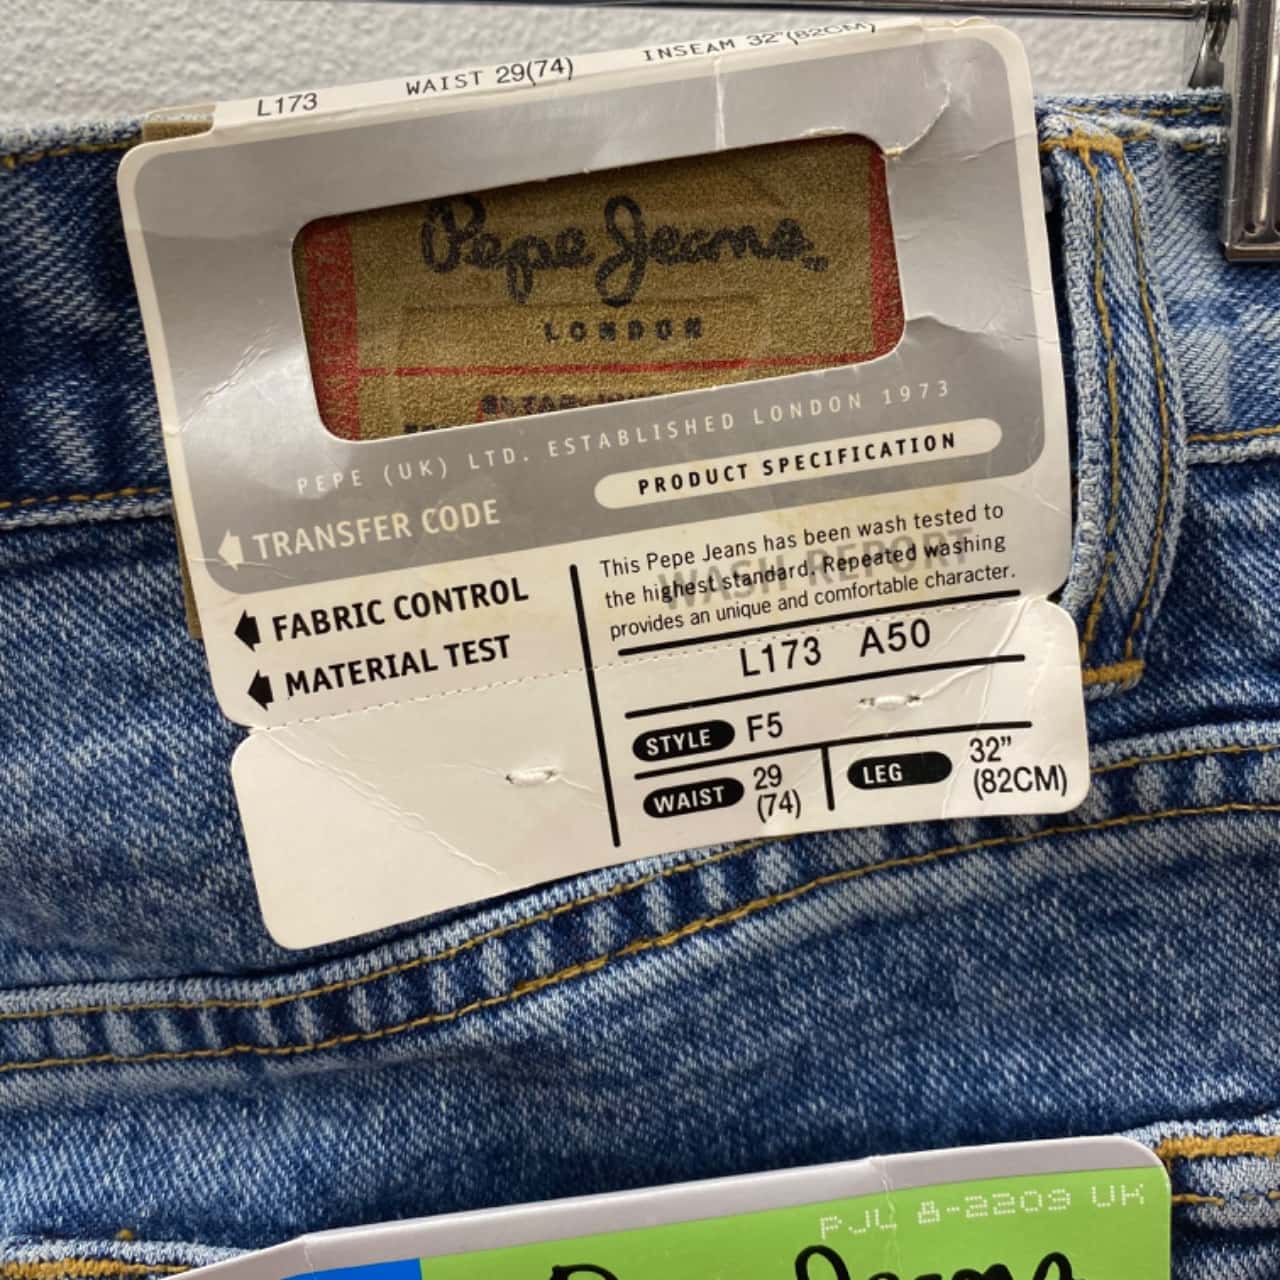 L173 WAIST 29(74) INSEAM 32"(82CM)
Pepe Jeans
LONDON
PEPE (UK) LTD. ESTABLISHED LONDON 1973
PRODUCT SPECIFICATION
TRANSFER CODE
FABRIC CONTROL
MATERIAL TEST
WASH REPORT
This Pepe Jeans has been wash tested to
the highest standard. Repeated washing
provides an unique and comfortable character.
L173 A50
STYLE F5
WAIST 29
(74)
LEG 32"
(82CM)
PJL 8-2209 UK
Pepe Jeans